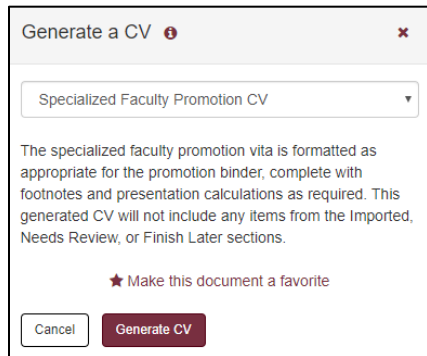 Generate a CV
Specialized Faculty Promotion CV
The specialized faculty promotion vita is formatted as
appropriate for the promotion binder, complete with
footnotes and presentation calculations as required. This
generated CV will not include any items from the Imported,
Needs Review, or Finish Later sections.
Make this document a favorite
Cancel Generate CV